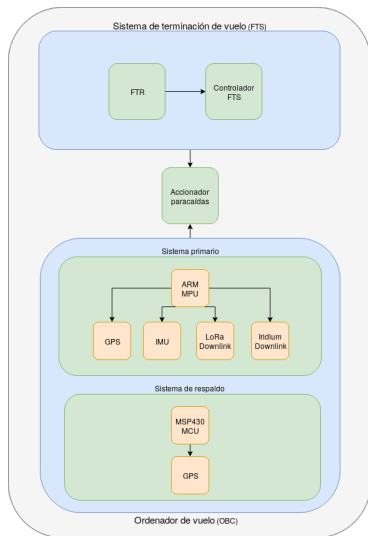 Sistema de terminación de vuelo (FTS)
FTR
Controlador
FTS
Accionador
paracaídas
Sistema primario
ARM
MPU
GPS
IMU
LoRa
Downlink
Iridium
Downlink
Sistema de respaldo
MSP430
MCU
GPS
Ordenador de vuelo (OBC)